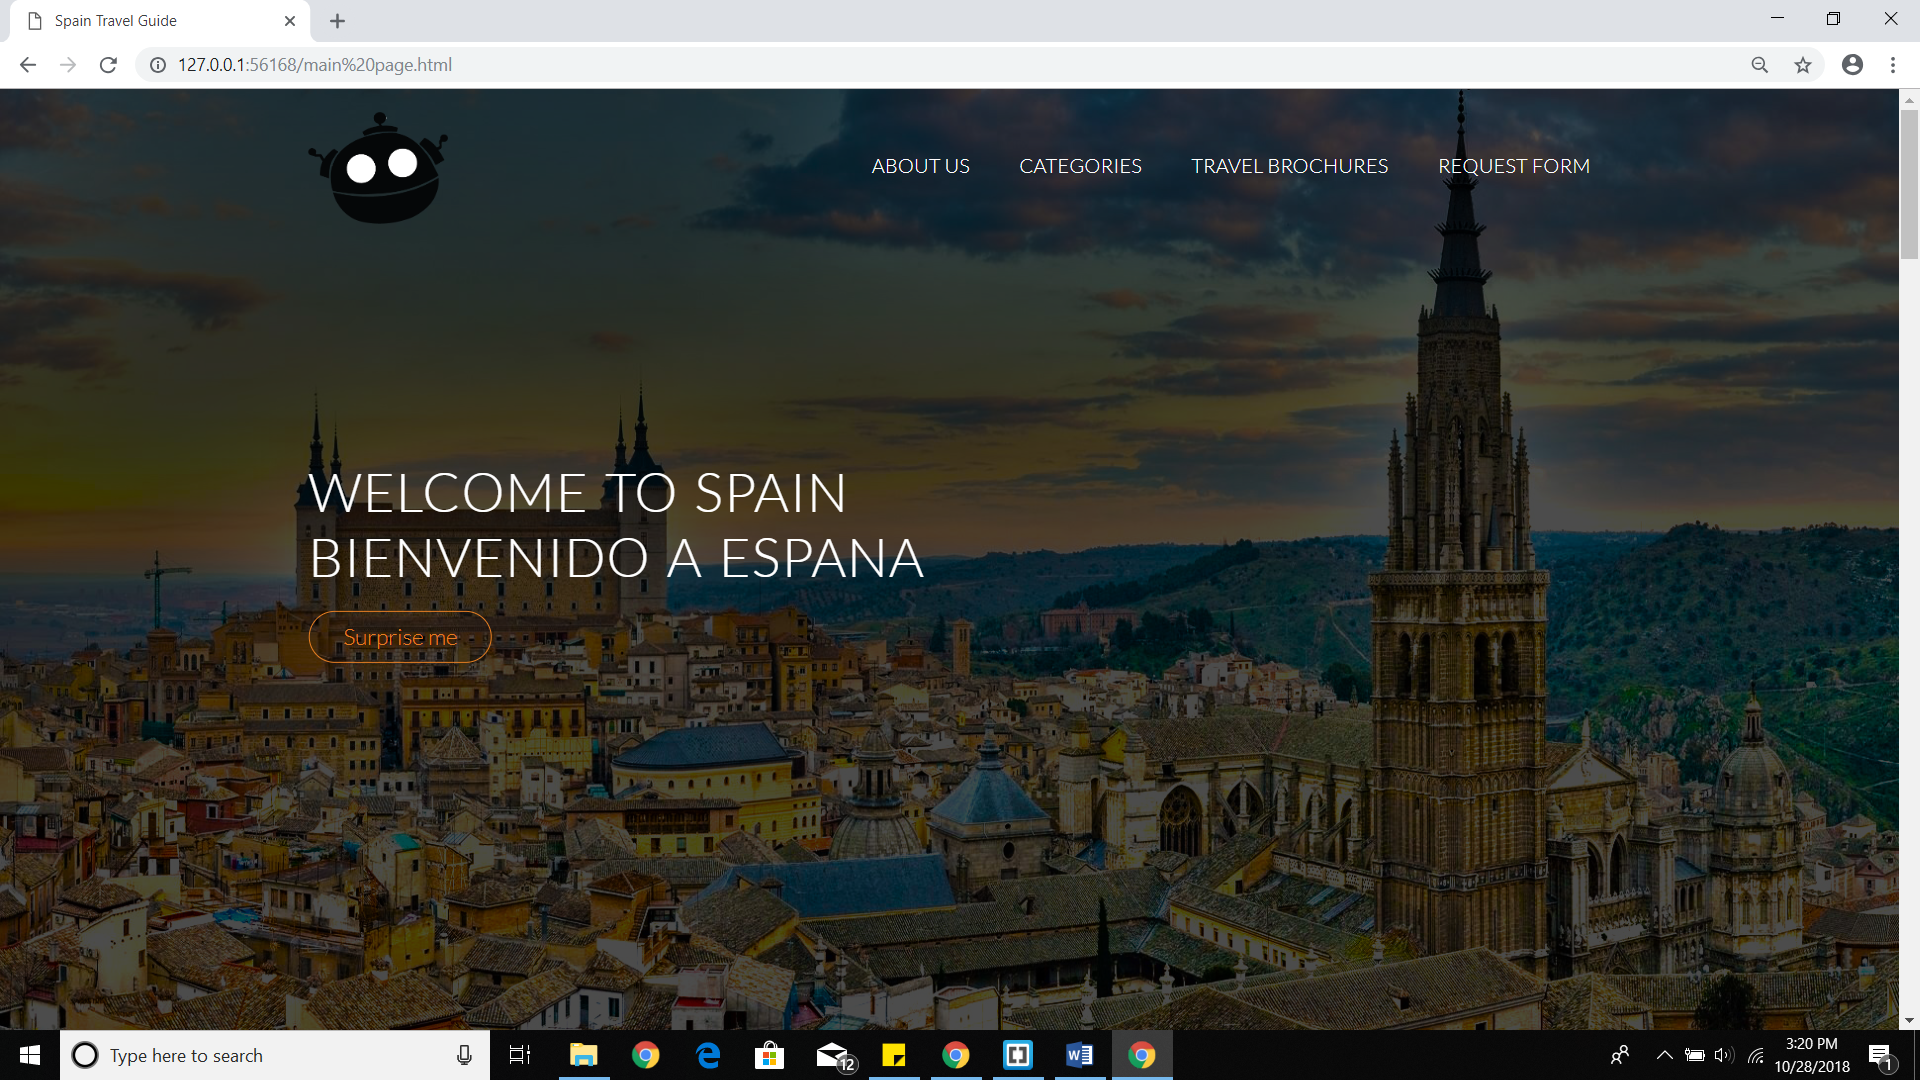 Spain Travel Guide
127.0.0.1:56168/main%20page.html
ABOUT US CATEGORIES TRAVEL BROCHURES REQUEST FORM
WELCOME TO SPAIN
BIENVENIDO A ESPANA
Surprise me
Type here to search
12
3:20 PM
10/28/2018
1